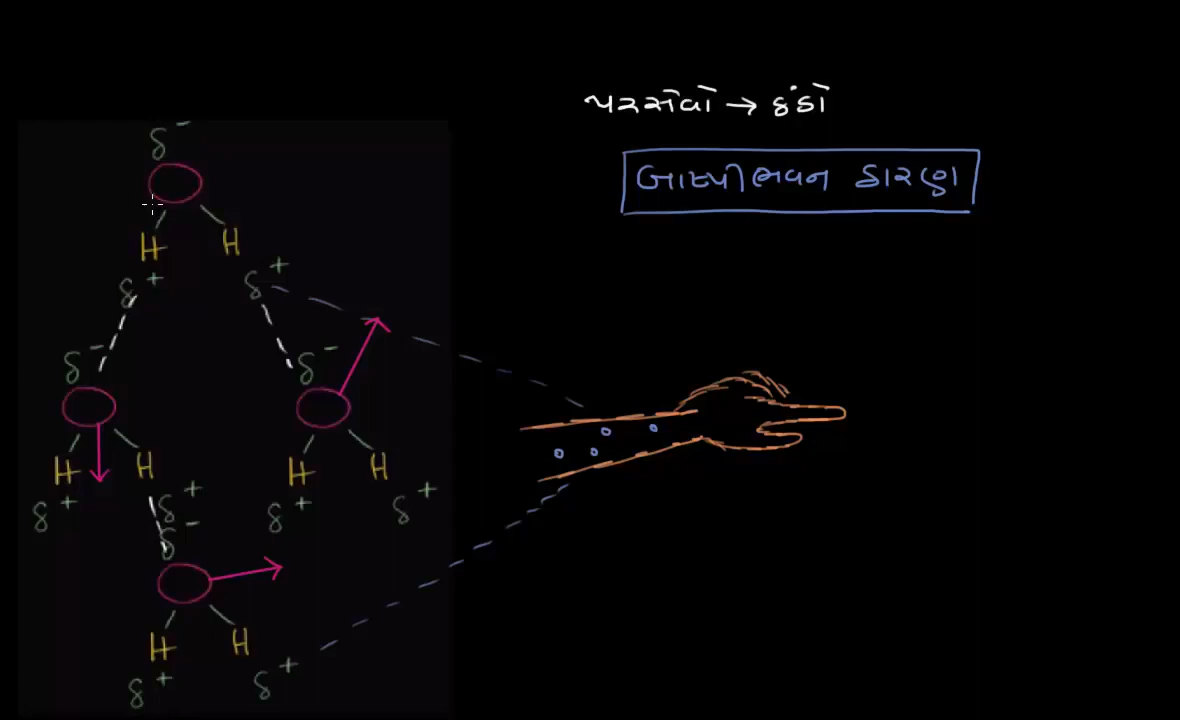 પરસેવો → ઠંડો
બાષ્પીભવન કારણ
δ⁻
H H
δ⁺ δ⁺
δ⁻ δ⁻
H H H H
δ⁺ δ⁺ δ⁺ δ⁺
δ⁻
H H
δ⁺ δ⁺